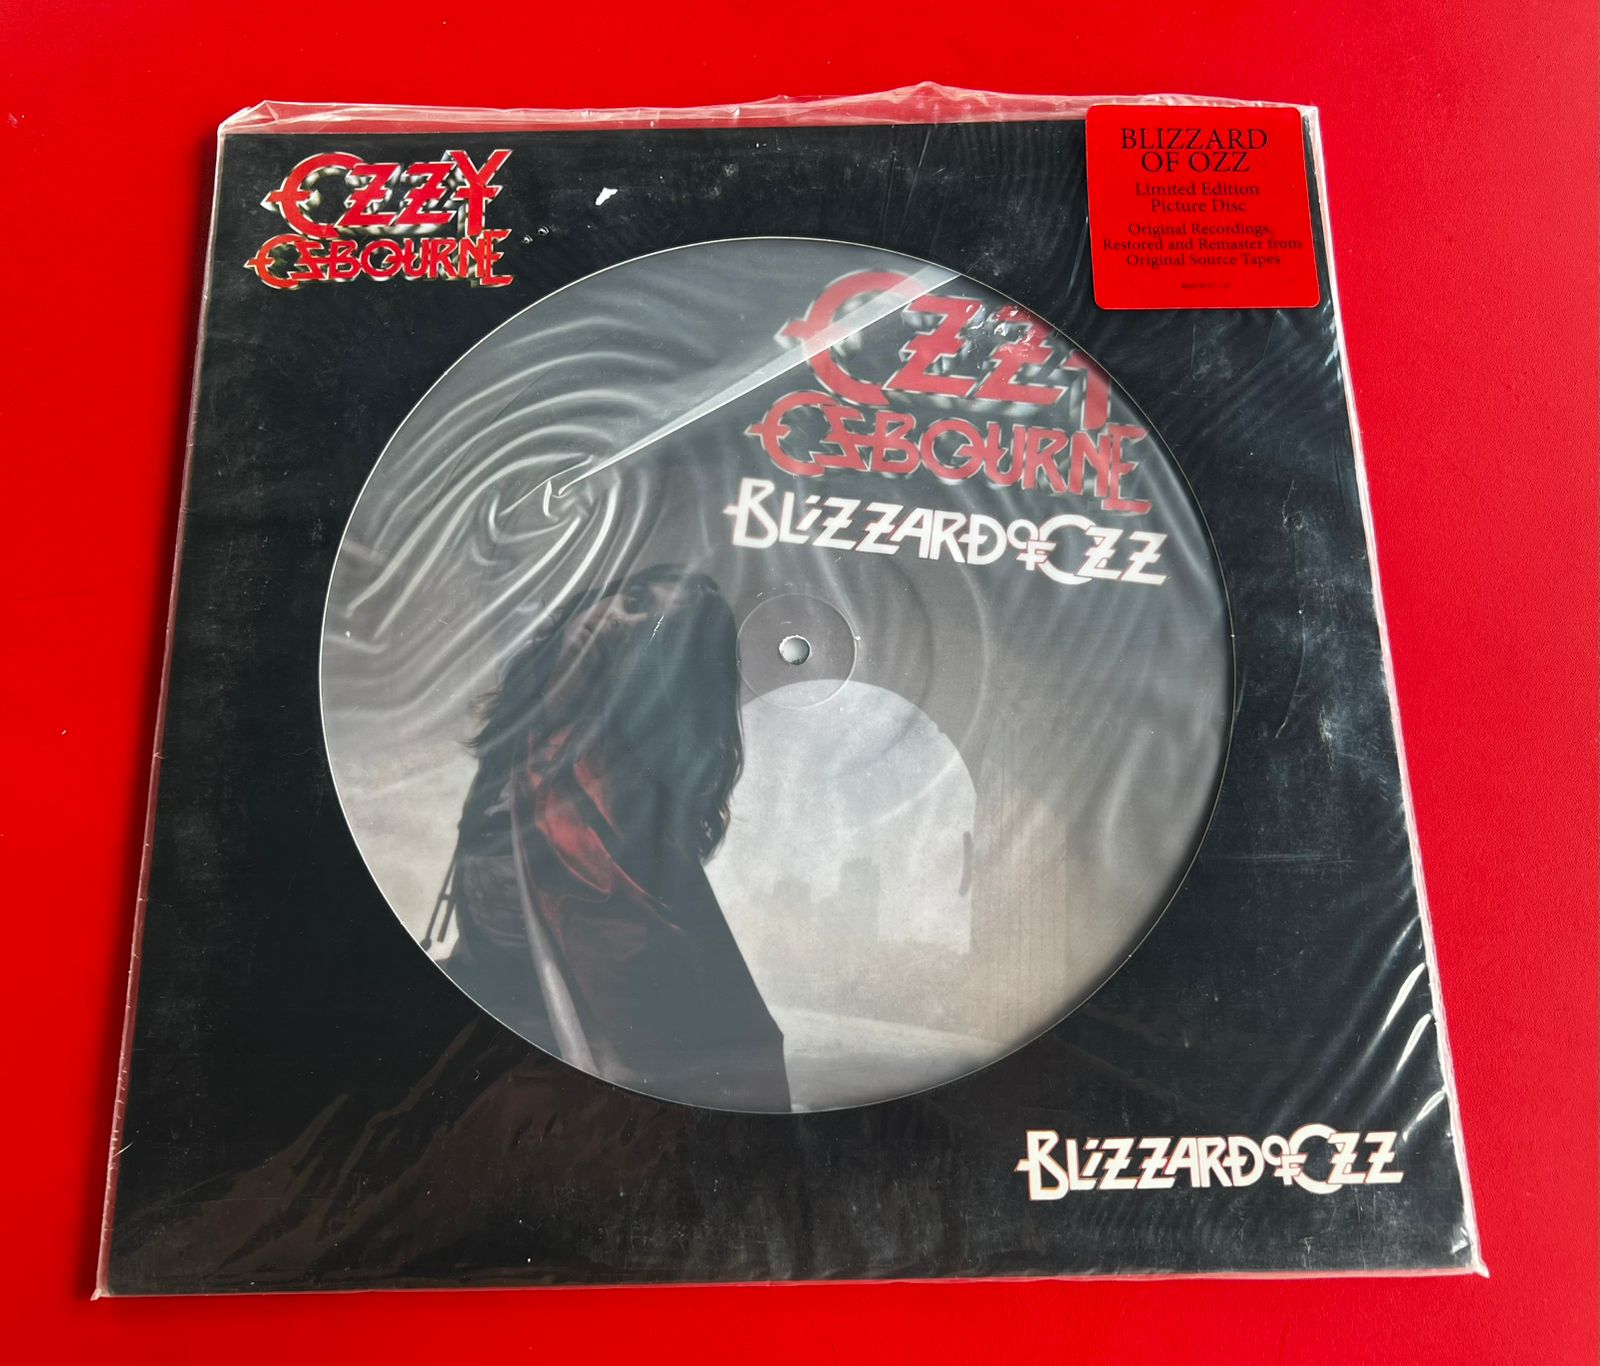 OZZY
OSBOURNE
BLIZZARD
OF OZZ
Limited Edition
Picture Disc
Original Recordings,
Restored and Remaster from
Original Source Tapes
OZZY
OSBOURNE
BLIZZARD OF OZZ
BLIZZARD OF OZZ